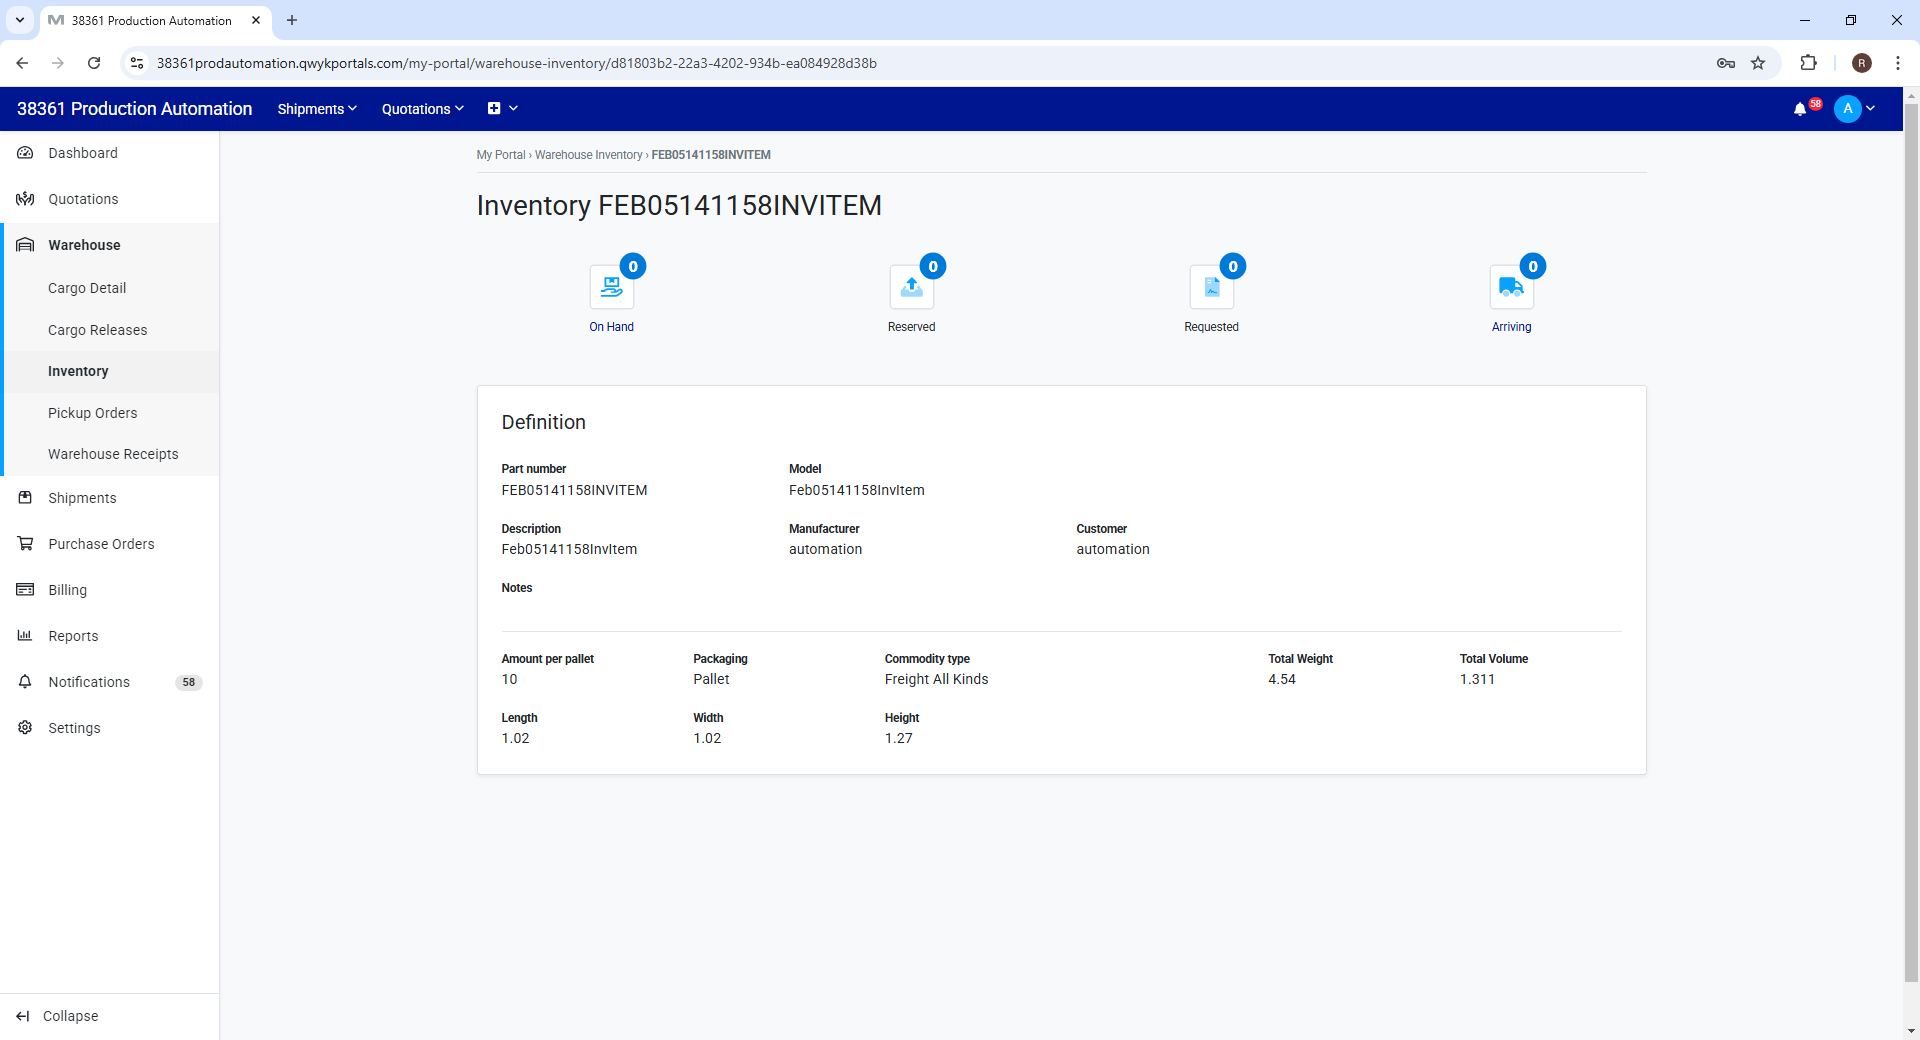 38361 Production Automation
38361prodautomation.qwykportals.com/my-portal/warehouse-inventory/d81803b2-22a3-4202-934b-ea084928d38b
R
38361 Production Automation
Shipments
Quotations
58
A
Dashboard
Quotations
Warehouse
Cargo Detail
Cargo Releases
Inventory
Pickup Orders
Warehouse Receipts
Shipments
Purchase Orders
Billing
Reports
Notifications 58
Settings
Collapse
My Portal › Warehouse Inventory › FEB05141158INVITEM
Inventory FEB05141158INVITEM
0 0 0 0
On Hand Reserved Requested Arriving
Definition
Part number Model
FEB05141158INVITEM Feb05141158InvItem
Description Manufacturer Customer
Feb05141158InvItem automation automation
Notes
Amount per pallet Packaging Commodity type Total Weight Total Volume
10 Pallet Freight All Kinds 4.54 1.311
Length Width Height
1.02 1.02 1.27